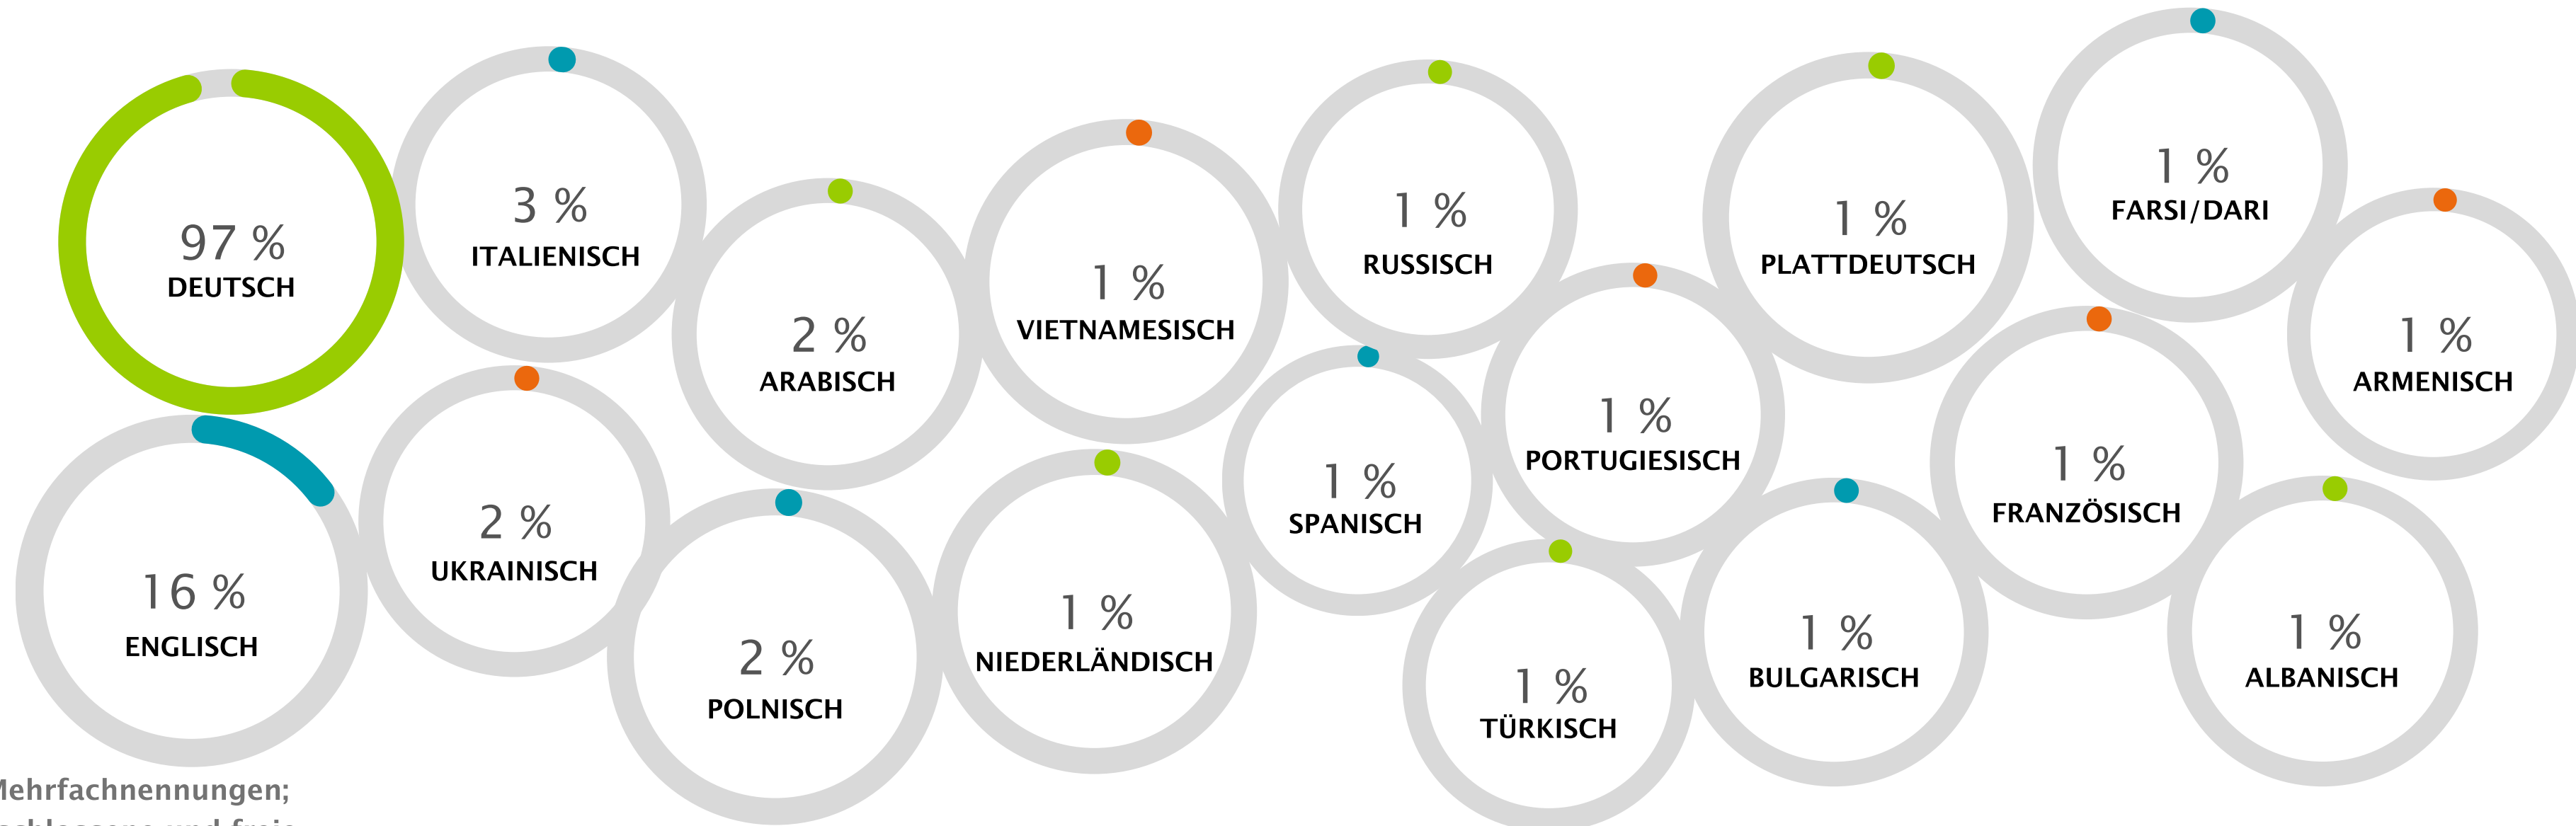 97 %
DEUTSCH
3 %
ITALIENISCH
2 %
ARABISCH
1 %
VIETNAMESISCH
1 %
RUSSISCH
1 %
PLATTDEUTSCH
1 %
FARSI/DARI
1 %
ARMENISCH
16 %
ENGLISCH
2 %
UKRAINISCH
2 %
POLNISCH
1 %
NIEDERLÄNDISCH
1 %
SPANISCH
1 %
PORTUGIESISCH
1 %
TÜRKISCH
1 %
BULGARISCH
1 %
FRANZÖSISCH
1 %
ALBANISCH
Mehrfachnennungen;